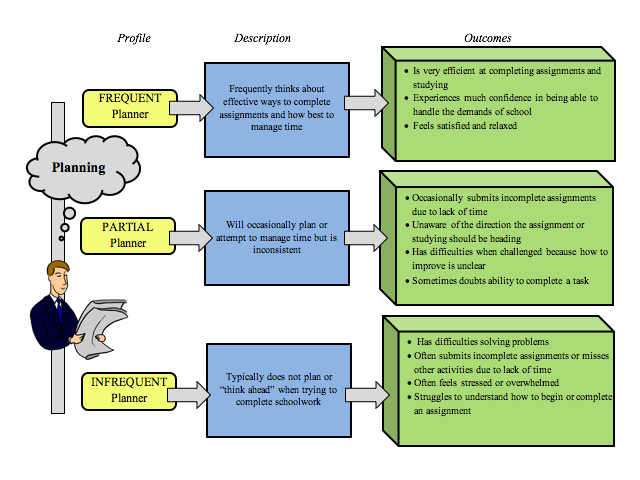 Profile
Description
Outcomes
Planning
FREQUENT
Planner
Frequently thinks about
effective ways to complete
assignments and how best to
manage time
• Is very efficient at completing assignments and
studying
• Experiences much confidence in being able to
handle the demands of school
• Feels satisfied and relaxed
PARTIAL
Planner
Will occasionally plan or
attempt to manage time but is
inconsistent
• Occasionally submits incomplete assignments
due to lack of time
• Unaware of the direction the assignment or
studying should be heading
• Has difficulties when challenged because how to
improve is unclear
• Sometimes doubts ability to complete a task
INFREQUENT
Planner
Typically does not plan or
“think ahead” when trying to
complete schoolwork
• Has difficulties solving problems
• Often submits incomplete assignments or misses
other activities due to lack of time
• Often feels stressed or overwhelmed
• Struggles to understand how to begin or complete
an assignment